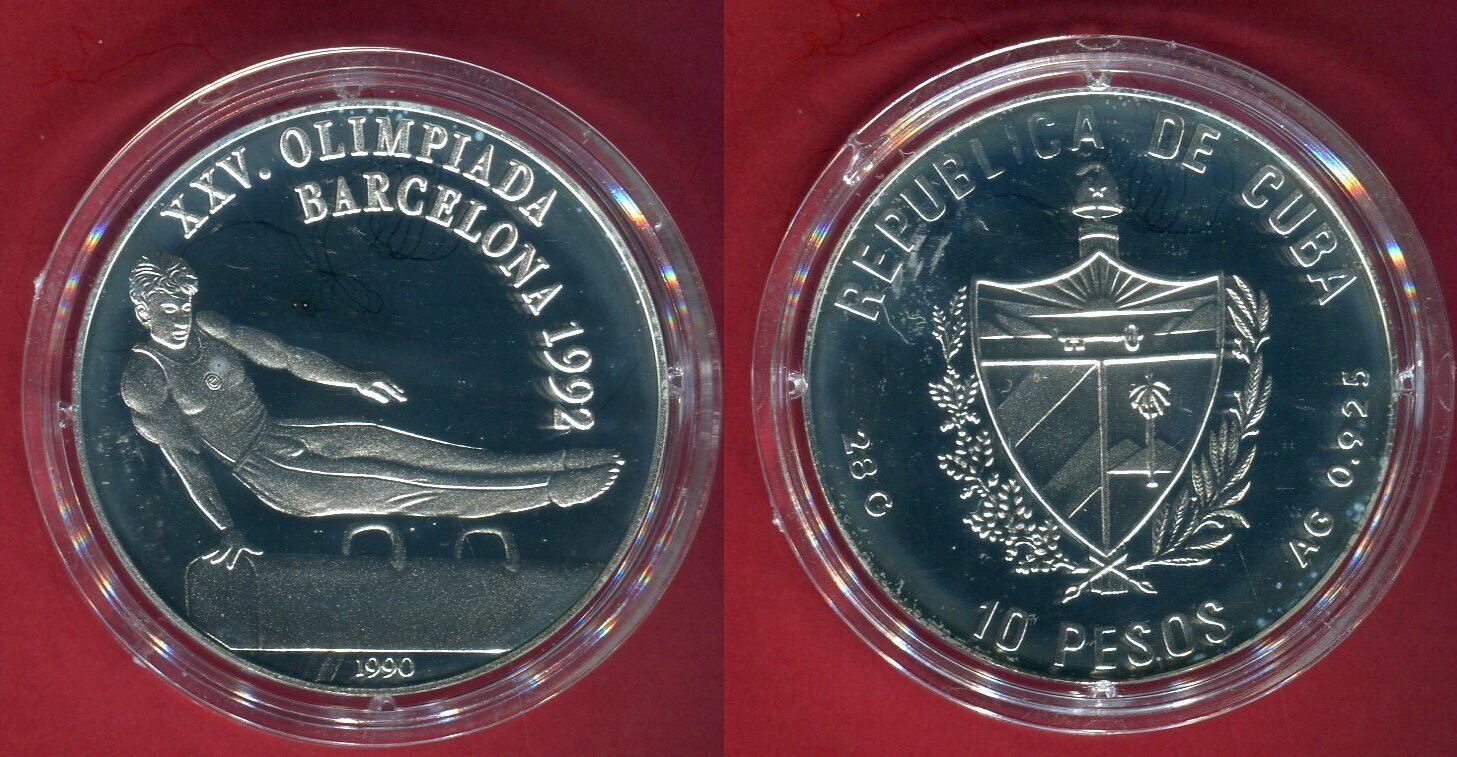 XXV. OLIMPIADA
BARCELONA 1992
1990
REPUBLICA DE CUBA
28 G
AG 0.925
10 PESOS